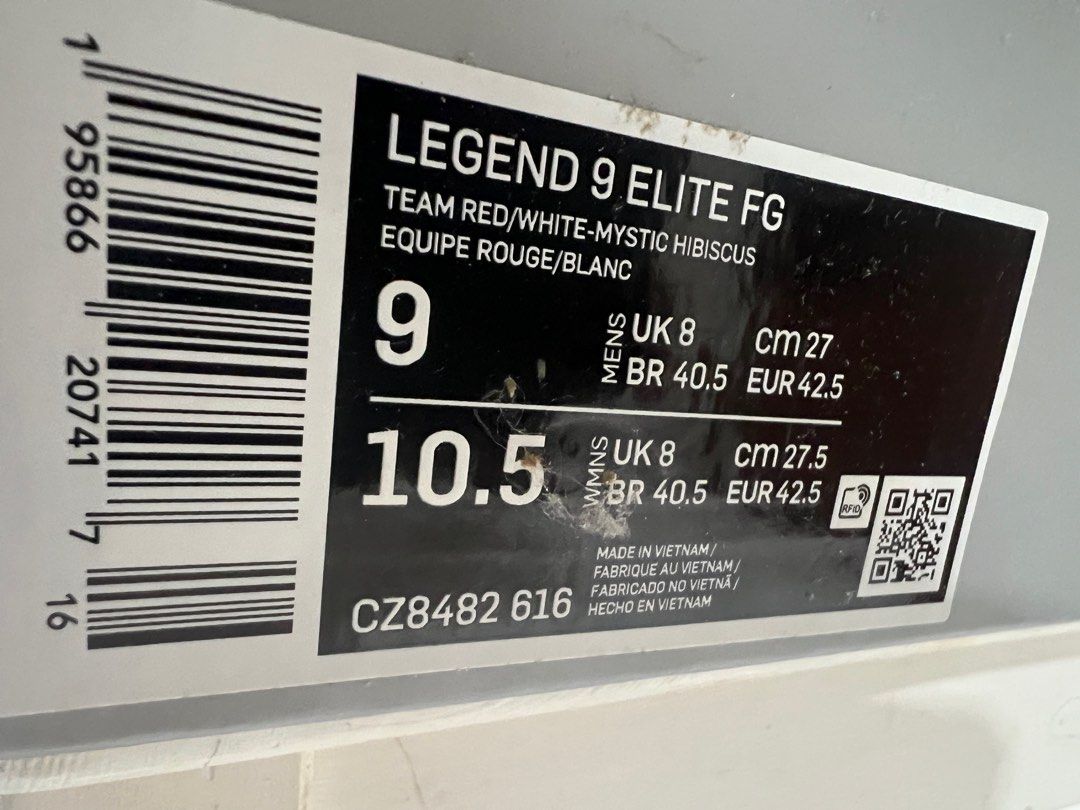 LEGEND 9 ELITE FG
TEAM RED/WHITE-MYSTIC HIBISCUS
EQUIPE ROUGE/BLANC
9
MENS
UK 8 cm 27
BR 40.5 EUR 42.5
10.5
WMNS
UK 8 cm 27.5
BR 40.5 EUR 42.5
RFID
MADE IN VIETNAM /
FABRIQUE AU VIETNAM /
FABRICADO NO VIETNÃ /
HECHO EN VIETNAM
CZ8482 616
1 95866 20741 7 16